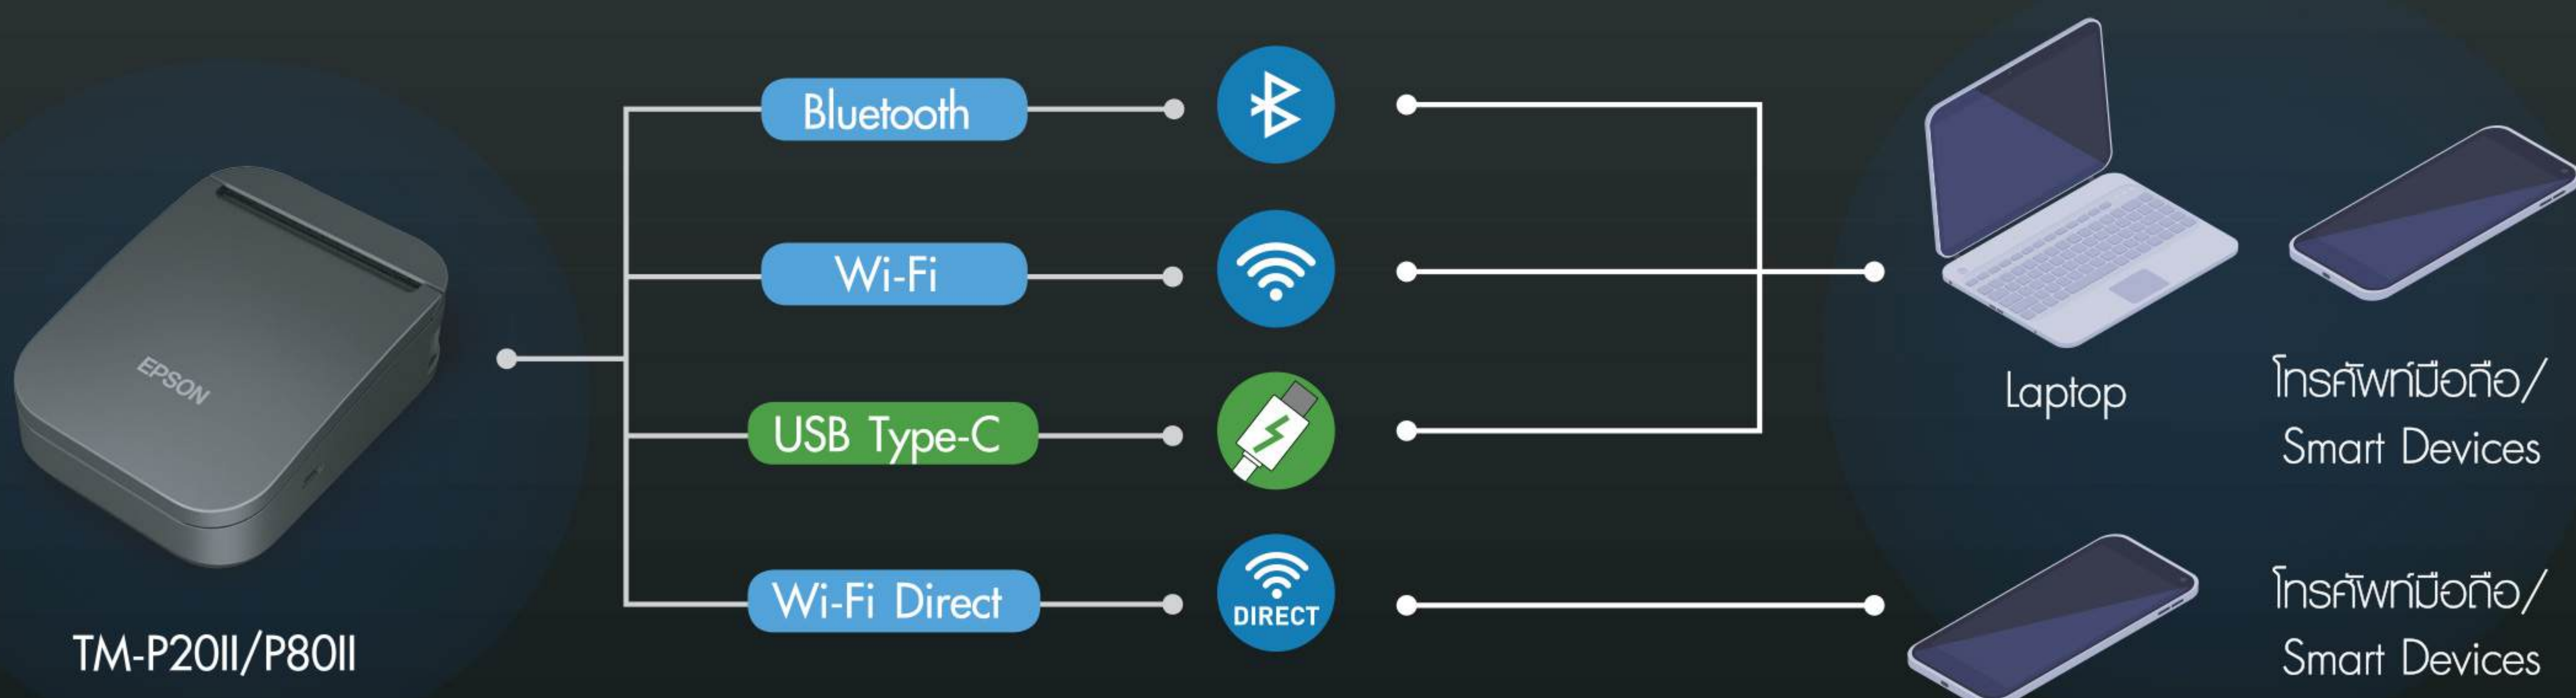 EPSON
TM-P20II/P80II
Bluetooth
Wi-Fi
USB Type-C
Wi-Fi Direct
DIRECT
Laptop
โทรศัพท์มือถือ/
Smart Devices
โทรศัพท์มือถือ/
Smart Devices